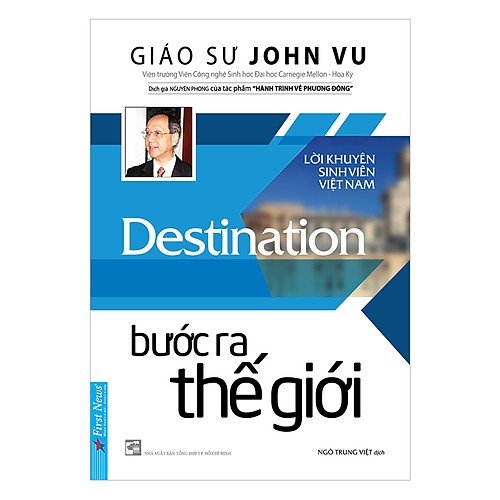 GIÁO SƯ JOHN VU
Viện trưởng Viện Công nghệ Sinh học Đại học Carnegie Mellon - Hoa Kỳ
Dịch giả NGUYÊN PHONG của tác phẩm "HÀNH TRÌNH VỀ PHƯƠNG ĐÔNG"
LỜI KHUYÊN
SINH VIÊN
VIỆT NAM
Destination
bước ra
thế giới
First News
NHÀ XUẤT BẢN TỔNG HỢP TP. HỒ CHÍ MINH
NGÔ TRUNG VIỆT dịch